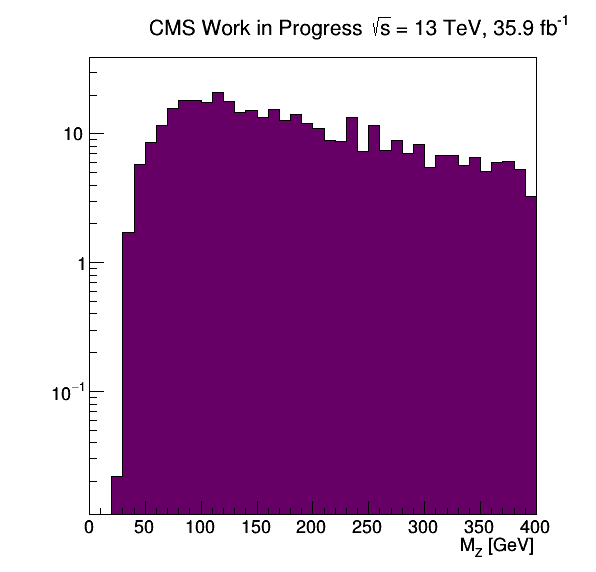 CMS Work in Progress √s = 13 TeV, 35.9 fb⁻¹
10
1
10⁻¹
0 50 100 150 200 250 300 350 400
M_Z [GeV]